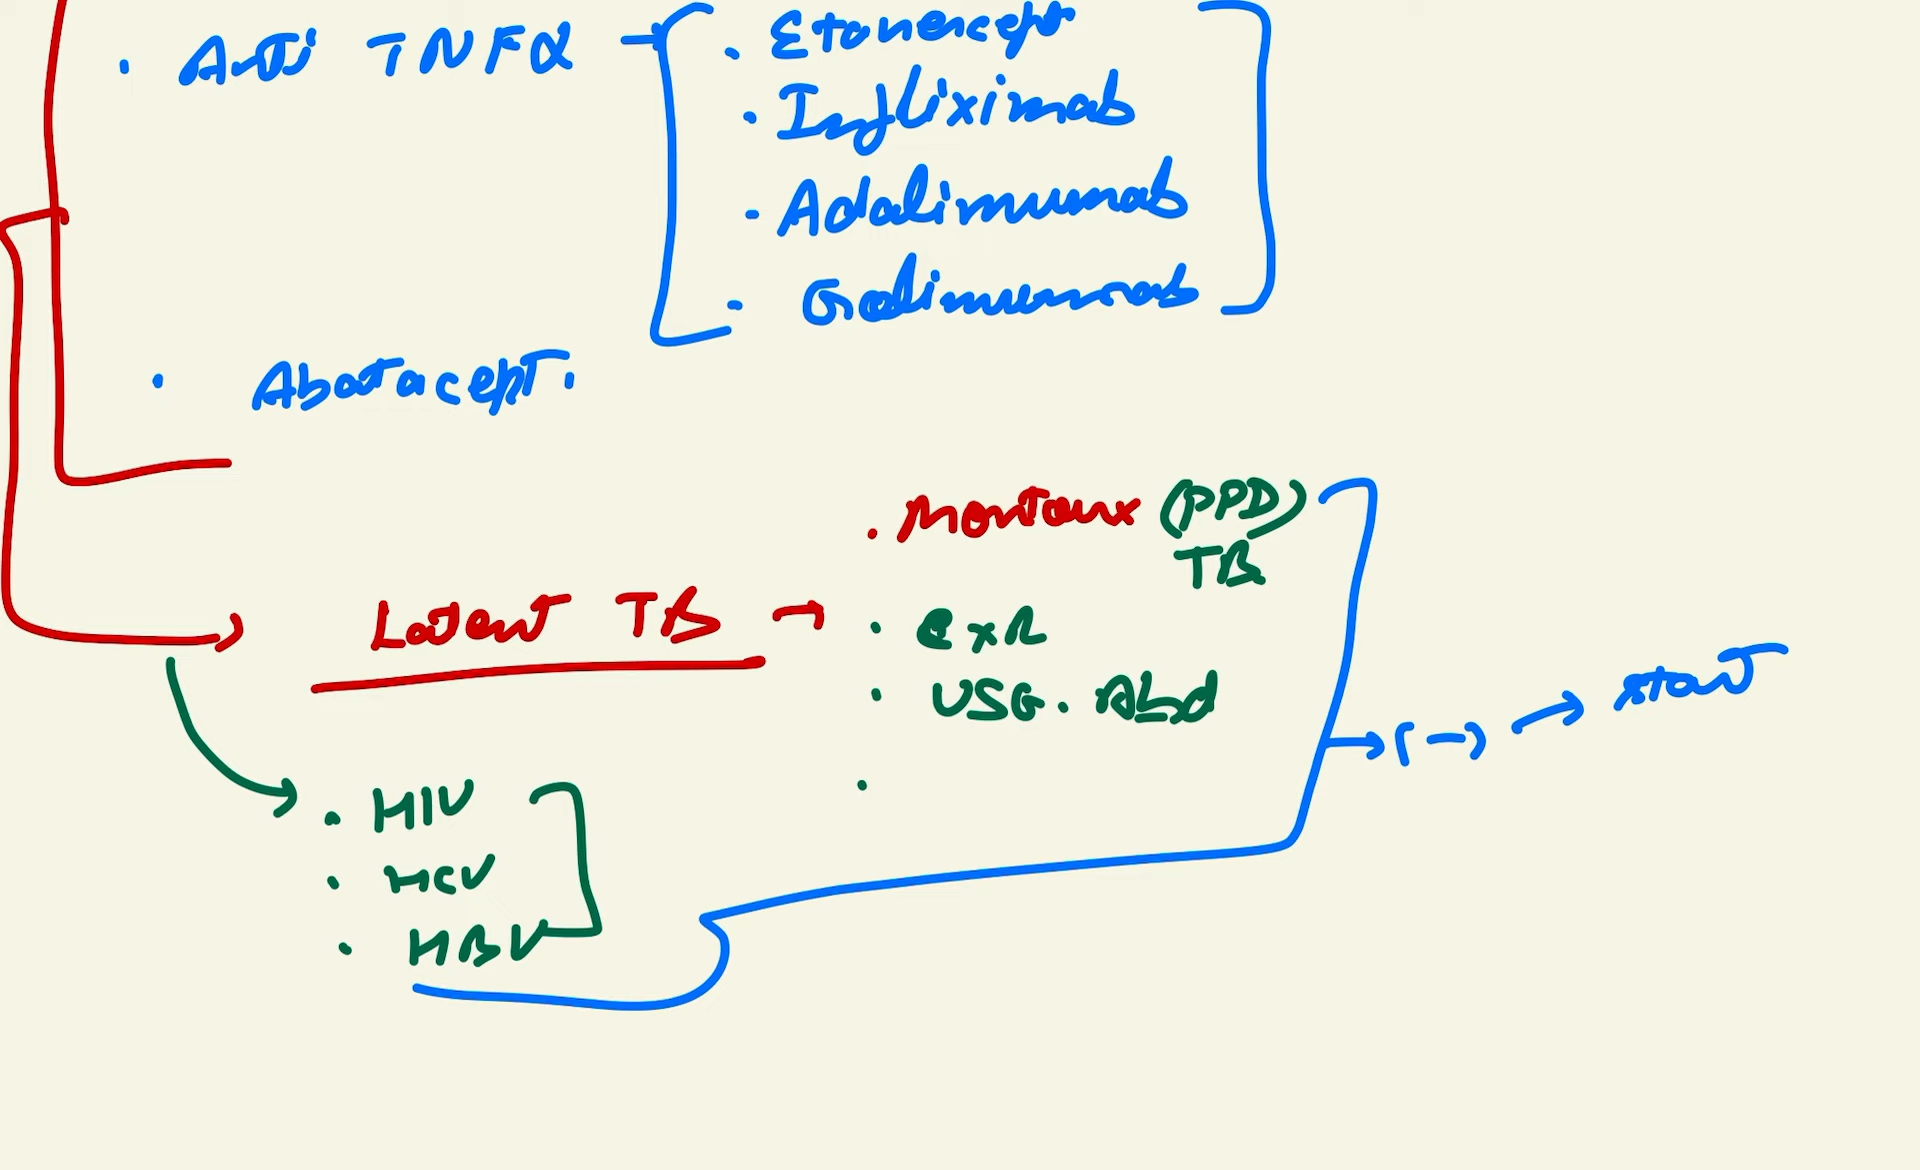 . Anti TNFα → . Etanercept
. Infliximab
. Adalimumab
. Golimumab
. Abatacept.
. Montoux (PPD)
TB
Latent TB →
. CXR
. USG. Abd
.
→ (-) → start
. HIV
. HCV
. HBV